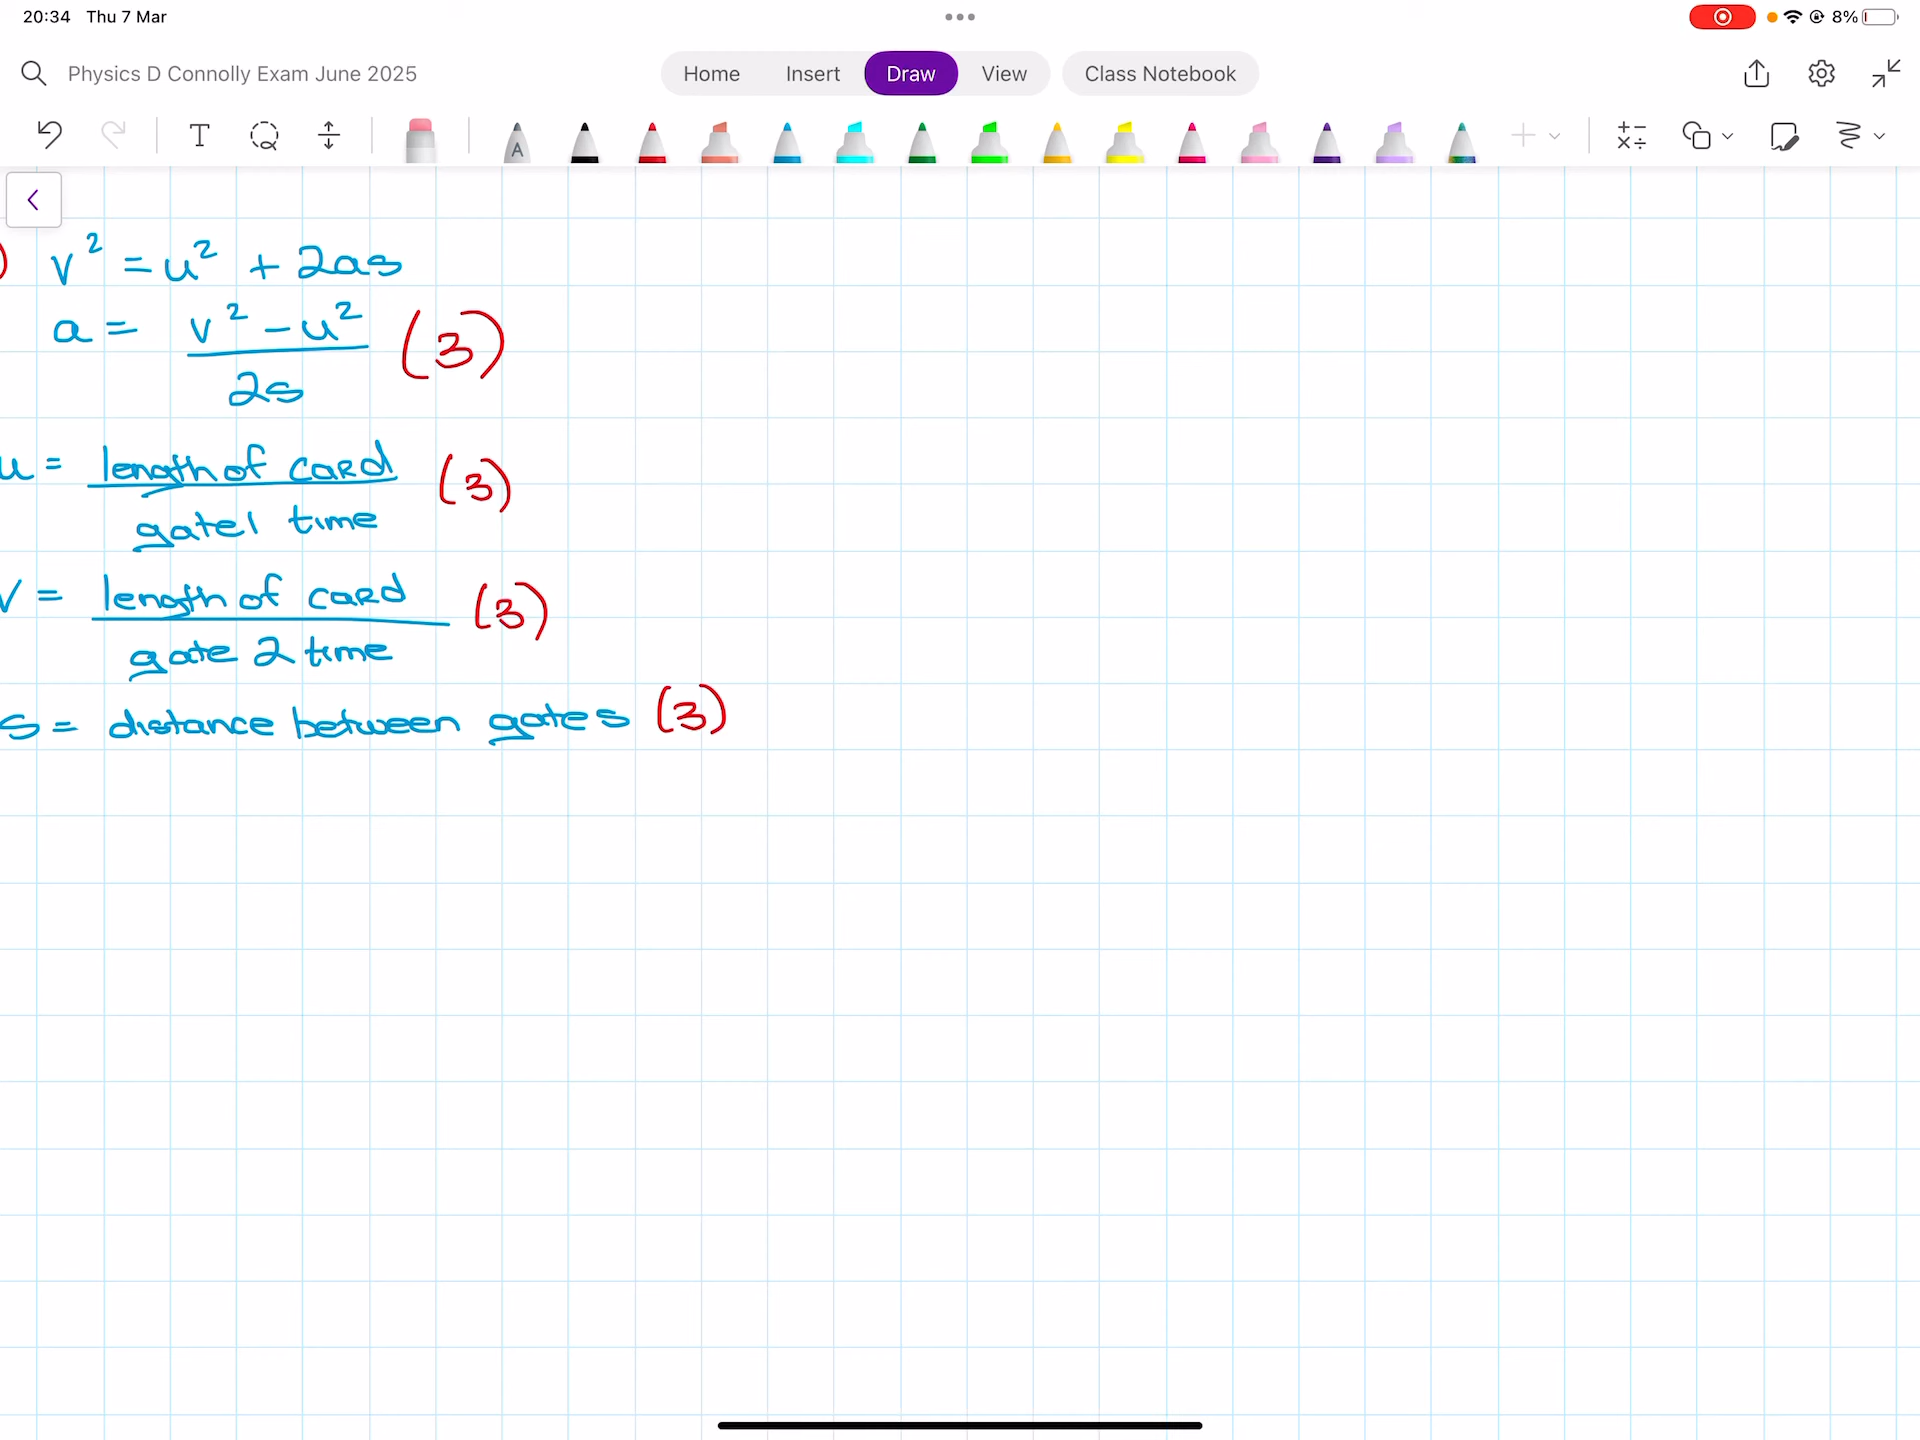 20:34 Thu 7 Mar
8%
Physics D Connolly Exam June 2025
Home Insert Draw View Class Notebook
T
A
) v² = u² + 2as
a = v² - u² (3)
2s
u = length of card (3)
gate 1 time
v = length of card (3)
gate 2 time
s = distance between gates (3)